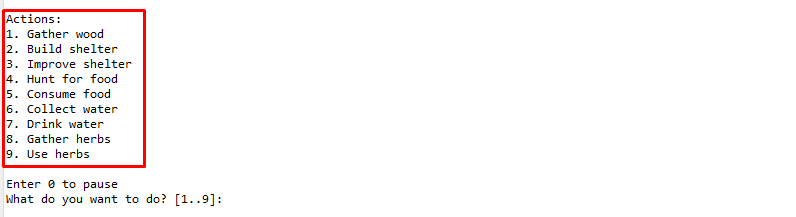 Actions:
1. Gather wood
2. Build shelter
3. Improve shelter
4. Hunt for food
5. Consume food
6. Collect water
7. Drink water
8. Gather herbs
9. Use herbs
Enter 0 to pause
What do you want to do? [1..9]: